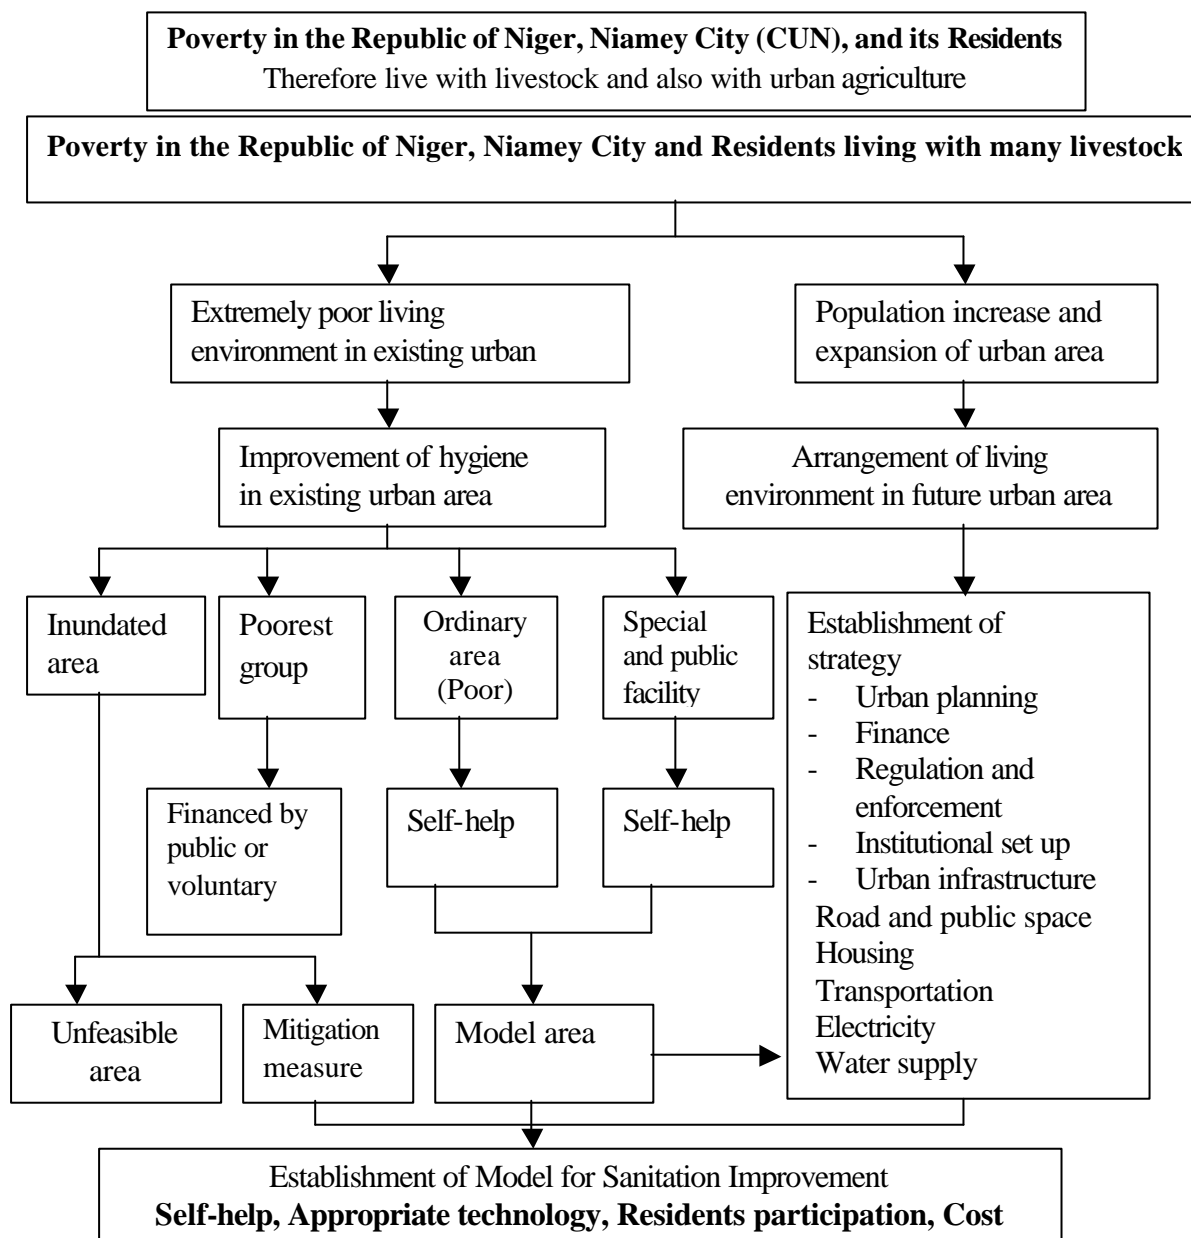 Poverty in the Republic of Niger, Niamey City (CUN), and its Residents
Therefore live with livestock and also with urban agriculture
Poverty in the Republic of Niger, Niamey City and Residents living with many livestock
Extremely poor living
environment in existing urban
Population increase and
expansion of urban area
Improvement of hygiene
in existing urban area
Arrangement of living
environment in future urban area
Inundated
area
Poorest
group
Ordinary
area
(Poor)
Special
and public
facility
Establishment of
strategy
- Urban planning
- Finance
- Regulation and
enforcement
- Institutional set up
- Urban infrastructure
Road and public space
Housing
Transportation
Electricity
Water supply
Financed by
public or
voluntary
Self-help
Self-help
Unfeasible
area
Mitigation
measure
Model area
Establishment of Model for Sanitation Improvement
Self-help, Appropriate technology, Residents participation, Cost